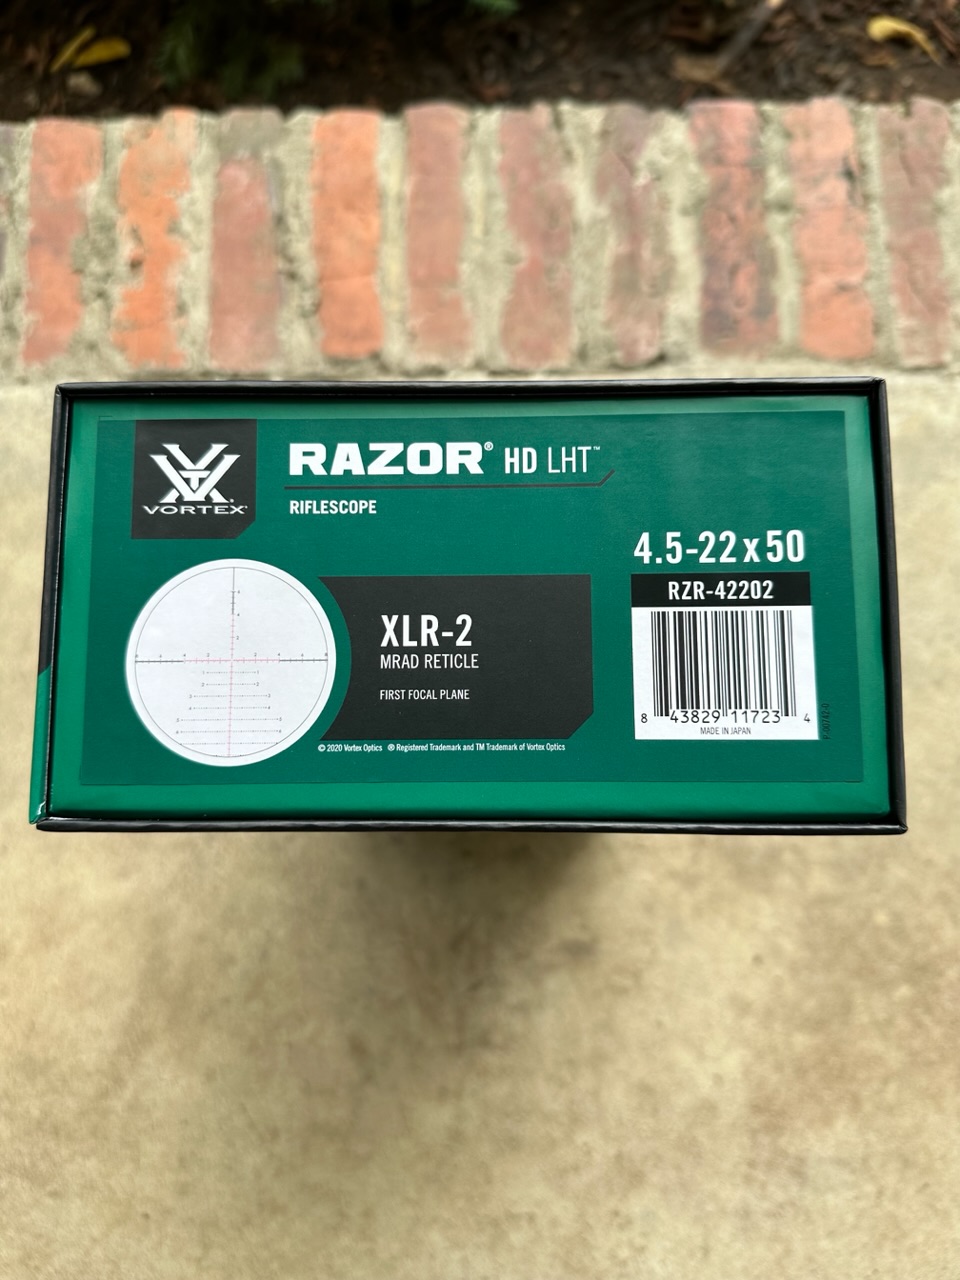 VORTEX®
RAZOR® HD LHT™
RIFLESCOPE
4.5-22x50
RZR-42202
XLR-2
MRAD RETICLE
FIRST FOCAL PLANE
8 43829 11723 4
MADE IN JAPAN
© 2020 Vortex Optics ® Registered Trademark and TM Trademark of Vortex Optics